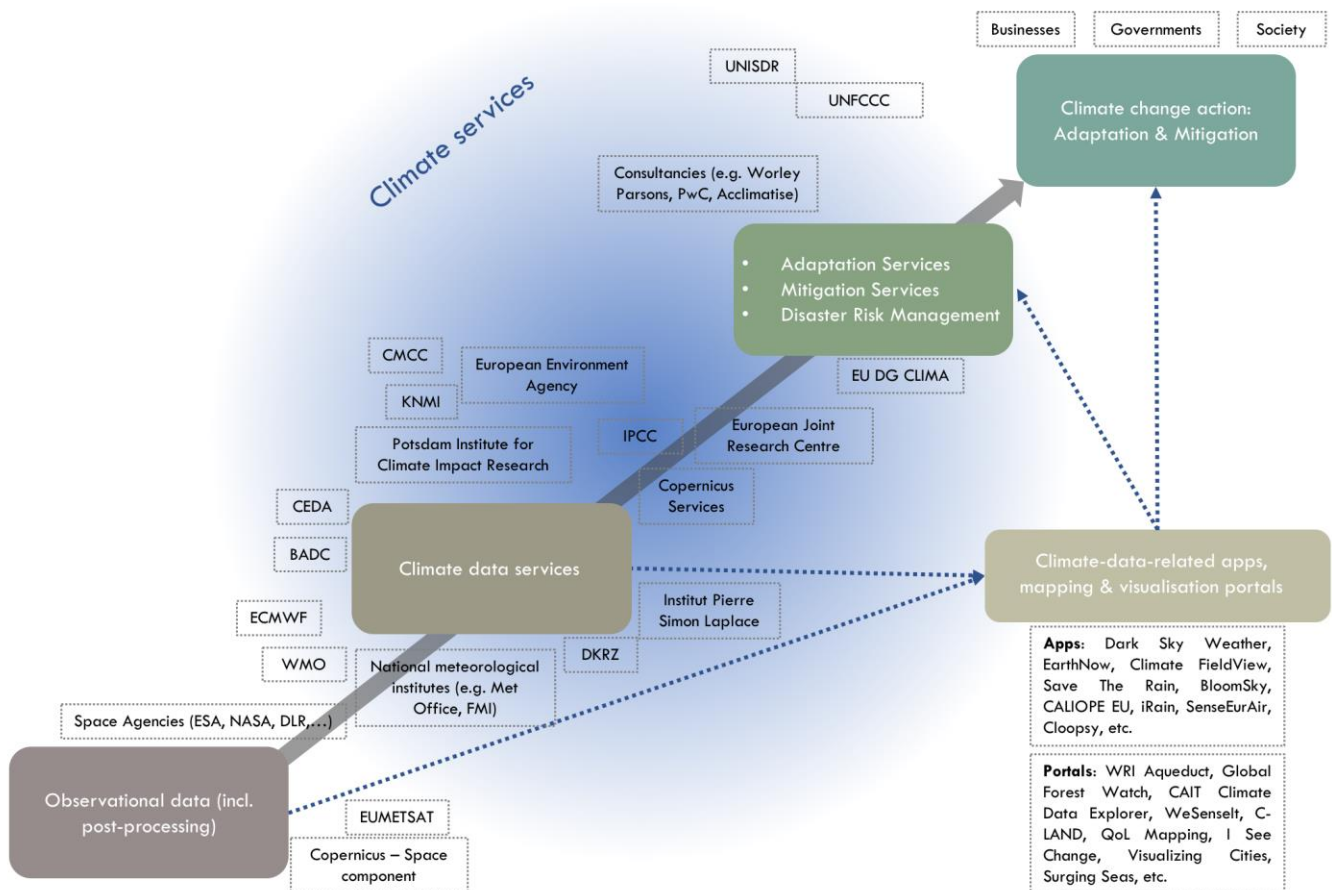 Businesses
Governments
Society
UNISDR
UNFCCC
Climate change action:
Adaptation & Mitigation
Climate services
Consultancies (e.g. Worley
Parsons, PwC, Acclimatise)
• Adaptation Services
• Mitigation Services
• Disaster Risk Management
CMCC
European Environment
Agency
EU DG CLIMA
KNMI
IPCC
European Joint
Research Centre
Potsdam Institute for
Climate Impact Research
Copernicus
Services
CEDA
BADC
Climate data services
Climate-data-related apps,
mapping & visualisation portals
ECMWF
Institut Pierre
Simon Laplace
WMO
DKRZ
National meteorological
institutes (e.g. Met
Office, FMI)
Apps: Dark Sky Weather,
EarthNow, Climate FieldView,
Save The Rain, BloomSky,
CALIOPE EU, iRain, SenseEurAir,
Cloopsy, etc.
Space Agencies (ESA, NASA, DLR,…)
Observational data (incl.
post-processing)
EUMETSAT
Copernicus – Space
component
Portals: WRI Aqueduct, Global
Forest Watch, CAIT Climate
Data Explorer, WeSenseIt, C-
LAND, QoL Mapping, I See
Change, Visualizing Cities,
Surging Seas, etc.